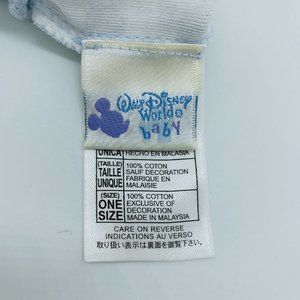 Walt Disney
World
baby
UNICA HECHO EN MALASIA
(TAILLE) 100% COTON
TAILLE SAUF DECORATION
UNIQUE FABRIQUE EN
MALAISIE
(SIZE) 100% COTTON
ONE EXCLUSIVE OF
SIZE DECORATION
MADE IN MALAYSIA
CARE ON REVERSE
INDICATIONS AU VERSO
取り扱い表示は裏面を御覧下さい。